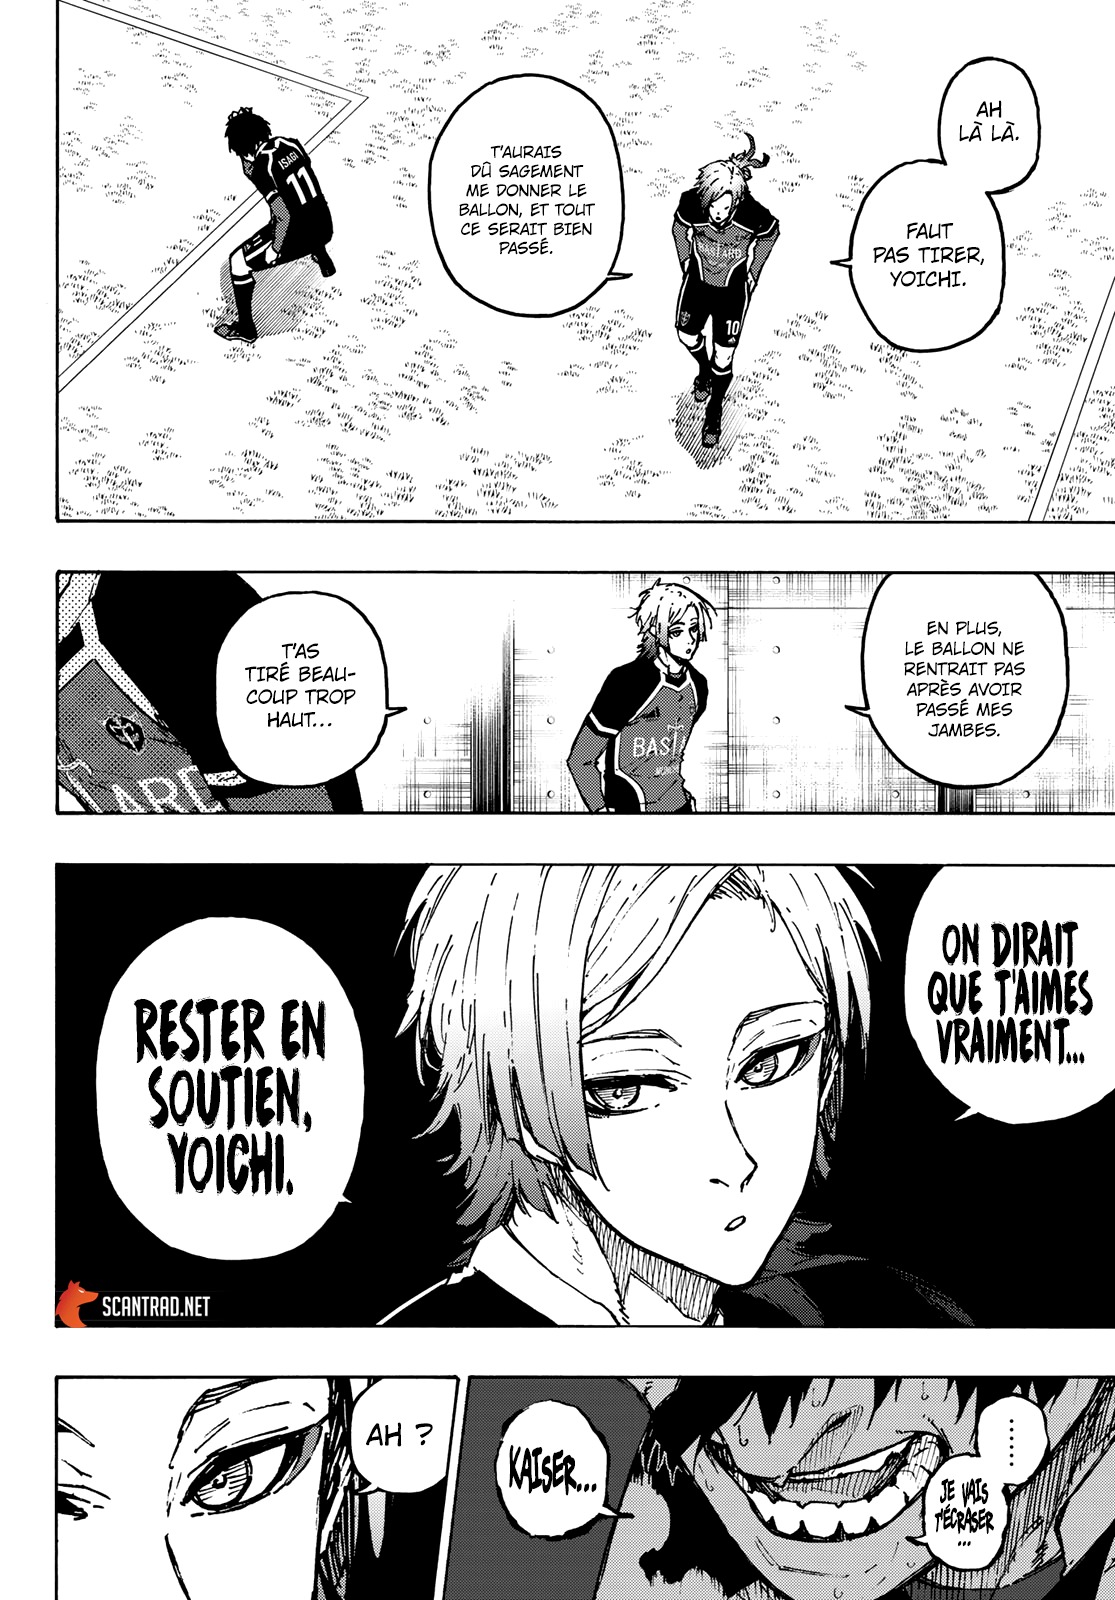 AH
LÀ LÀ.
FAUT
PAS TIRER,
YOICHI.
T'AURAIS
DÛ SAGEMENT
ME DONNER LE
BALLON, ET TOUT
CE SERAIT BIEN
PASSÉ.
BASTARD
10
ISAGI
11
EN PLUS,
LE BALLON NE
RENTRAIT PAS
APRÈS AVOIR
PASSÉ MES
JAMBES.
BAST
T'AS
TIRÉ BEAU-
COUP TROP
HAUT...
TARD
ON DIRAIT
QUE T'AIMES
VRAIMENT...
RESTER EN
SOUTIEN,
YOICHI.
SCANTRAD.NET
......
JE VAIS
T'ÉCRASER
...
KAISER...
AH ?